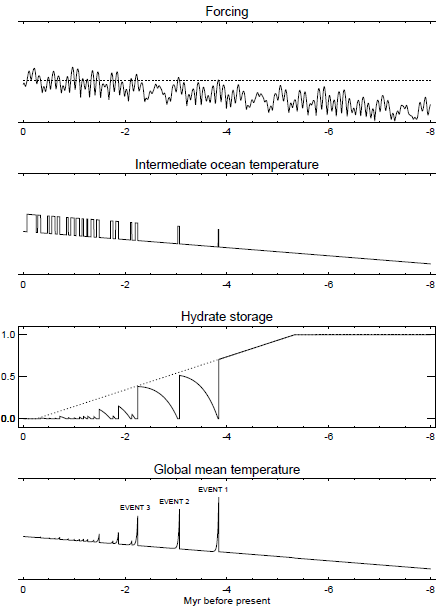 Forcing
0 -2 -4 -6 -8
Intermediate ocean temperature
0 -2 -4 -6 -8
Hydrate storage
1.0
0.5
0.0
0 -2 -4 -6 -8
Global mean temperature
EVENT 1
EVENT 2
EVENT 3
0 -2 -4 -6 -8
Myr before present